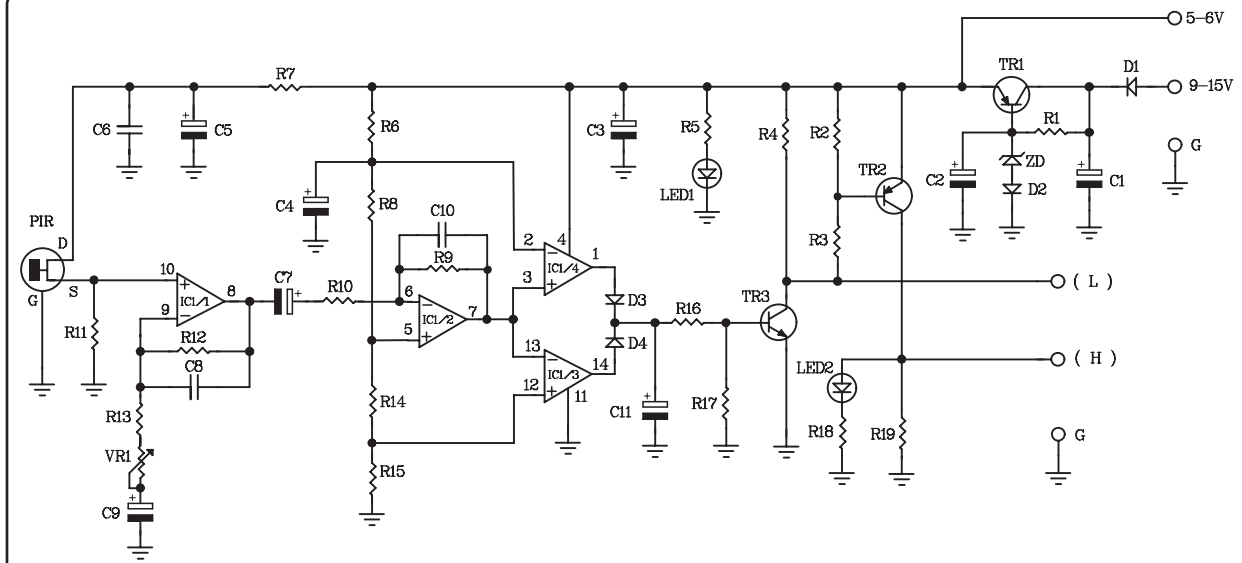 5-6V
TR1
D1
9-15V
R7
C6
C5
R6
C3
R5
R4
R2
R1
G
C4
R8
LED1
TR2
C2
ZD
D2
C1
PIR
D
C10
R9
R3
2
4
1
3
IC1/4
S
G
10
9
8
IC1/1
C7
R10
6
5
7
IC1/2
D3
D4
R16
TR3
( L )
R11
R12
C8
13
12
14
IC1/3
11
LED2
( H )
R13
R14
C11
R17
R18
R19
G
VR1
R15
C9
+
+
+
+
+
+
+
+
+
+
+
+
+
−
−
−
−